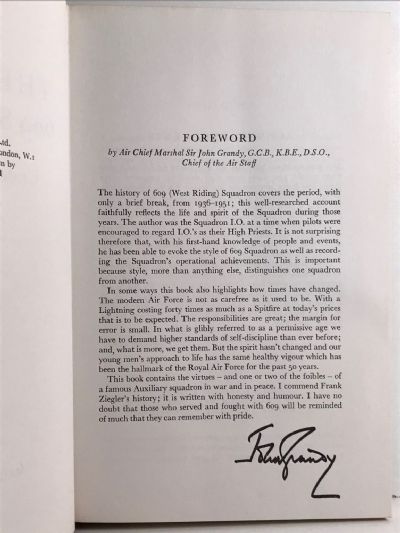 Ltd.
London, W.1
FOREWORD
by Air Chief Marshal Sir John Grandy, G.C.B., K.B.E., D.S.O.,
Chief of the Air Staff
The history of 609 (West Riding) Squadron covers the period, with
only a brief break, from 1936-1951; this well-researched account
faithfully reflects the life and spirit of the Squadron during those
years. The author was the Squadron I.O. at a time when pilots were
encouraged to regard I.O.'s as their High Priests. It is not surprising
therefore that, with his first-hand knowledge of people and events,
he has been able to evoke the style of 609 Squadron as well as record-
ing the Squadron's operational achievements. This is important
because style, more than anything else, distinguishes one squadron
from another.
In some ways this book also highlights how times have changed.
The modern Air Force is not as carefree as it used to be. With a
Lightning costing forty times as much as a Spitfire at today's prices
that is to be expected. The responsibilities are great; the margin for
error is small. In what is glibly referred to as a permissive age we
have to demand higher standards of self-discipline than ever before;
and, what is more, we get them. But the spirit hasn't changed and our
young men's approach to life has the same healthy vigour which has
been the hallmark of the Royal Air Force for the past 50 years.
This book contains the virtues – and one or two of the foibles – of
a famous Auxiliary squadron in war and in peace. I commend Frank
Ziegler's history; it is written with honesty and humour. I have no
doubt that those who served and fought with 609 will be reminded
of much that they can remember with pride.
John Grandy